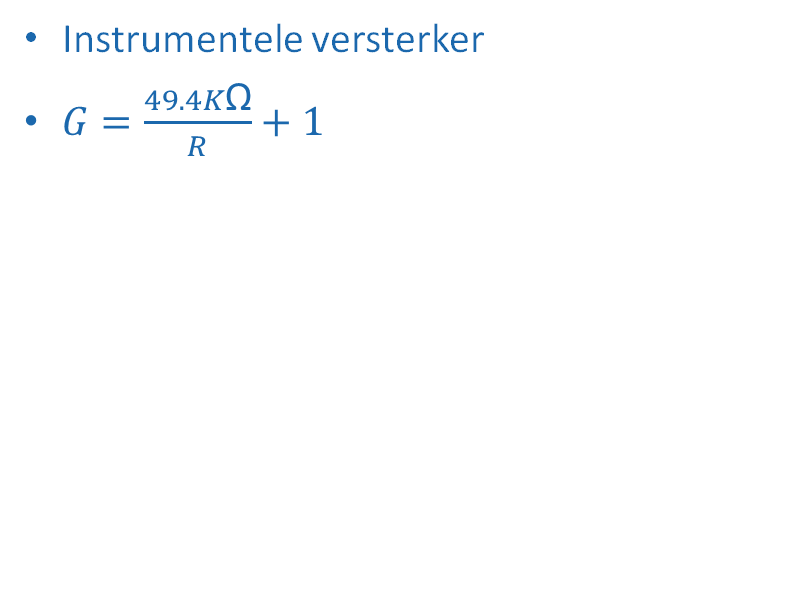 • Instrumentele versterker
• G = 49.4KΩ / R + 1